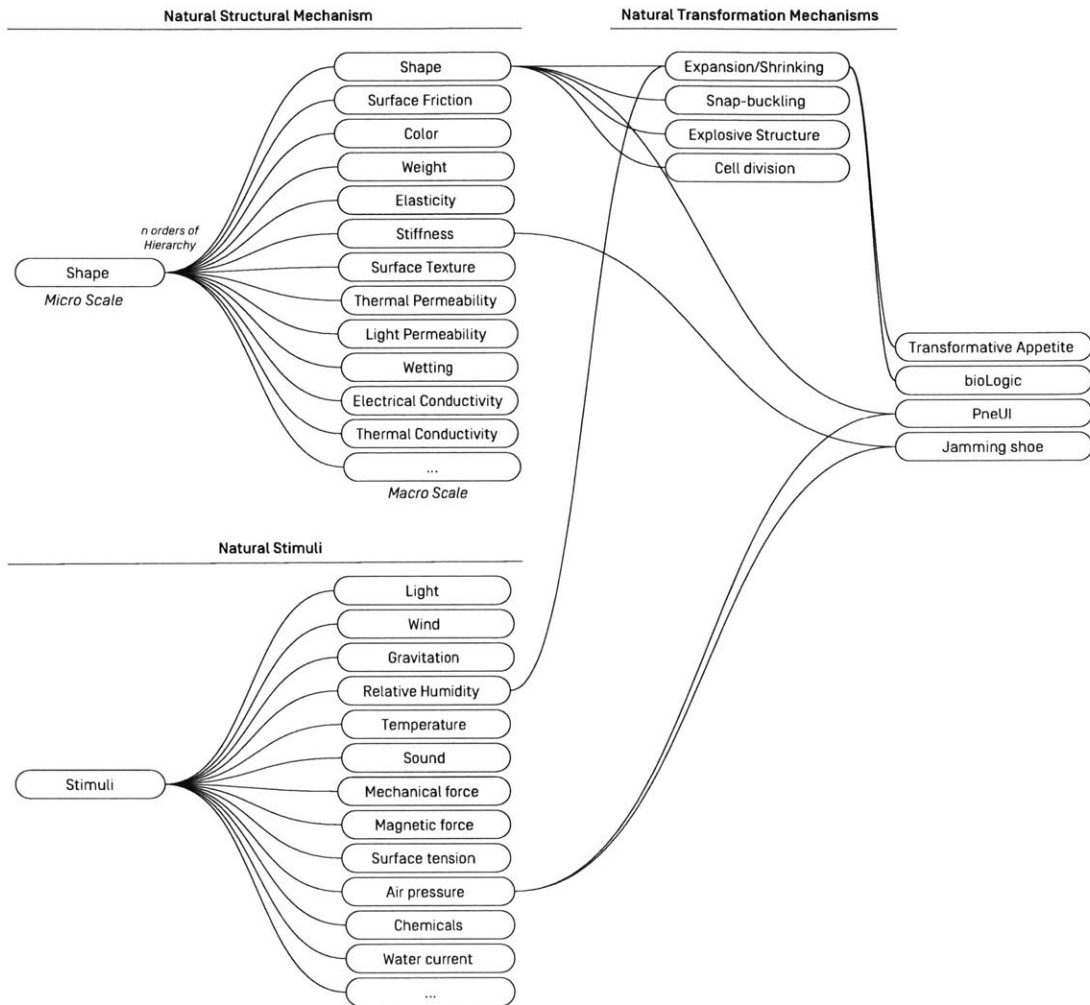 Natural Structural Mechanism
Natural Transformation Mechanisms
Shape
Surface Friction
Color
Weight
Elasticity
Stiffness
Surface Texture
Thermal Permeability
Light Permeability
Wetting
Electrical Conductivity
Thermal Conductivity
...
Macro Scale
n orders of
Hierarchy
Shape
Micro Scale
Expansion/Shrinking
Snap-buckling
Explosive Structure
Cell division
Transformative Appetite
bioLogic
PneUI
Jamming shoe
Natural Stimuli
Light
Wind
Gravitation
Relative Humidity
Temperature
Sound
Mechanical force
Magnetic force
Surface tension
Air pressure
Chemicals
Water current
...
Stimuli